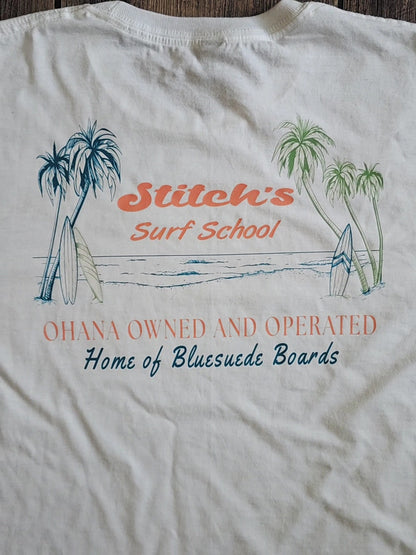 Stitch's
Surf School
OHANA OWNED AND OPERATED
Home of Bluesuede Boards